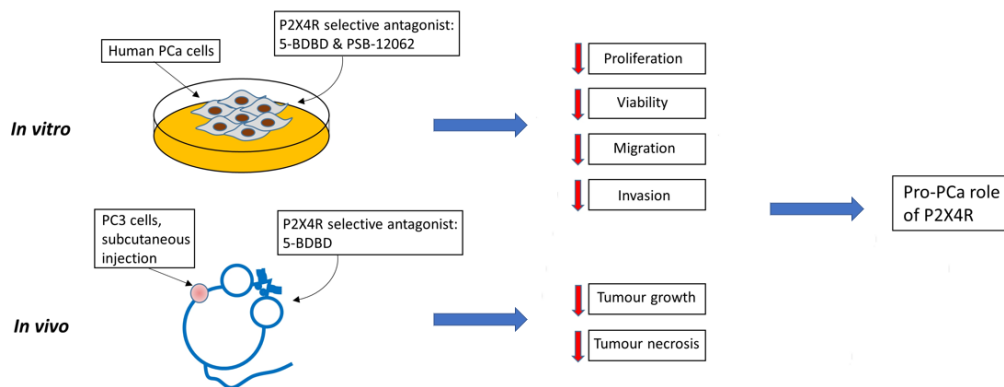 Human PCa cells
P2X4R selective antagonist:
5-BDBD & PSB-12062
In vitro
Proliferation
Viability
Migration
Invasion
Pro-PCa role
of P2X4R
PC3 cells,
subcutaneous
injection
P2X4R selective antagonist:
5-BDBD
In vivo
Tumour growth
Tumour necrosis